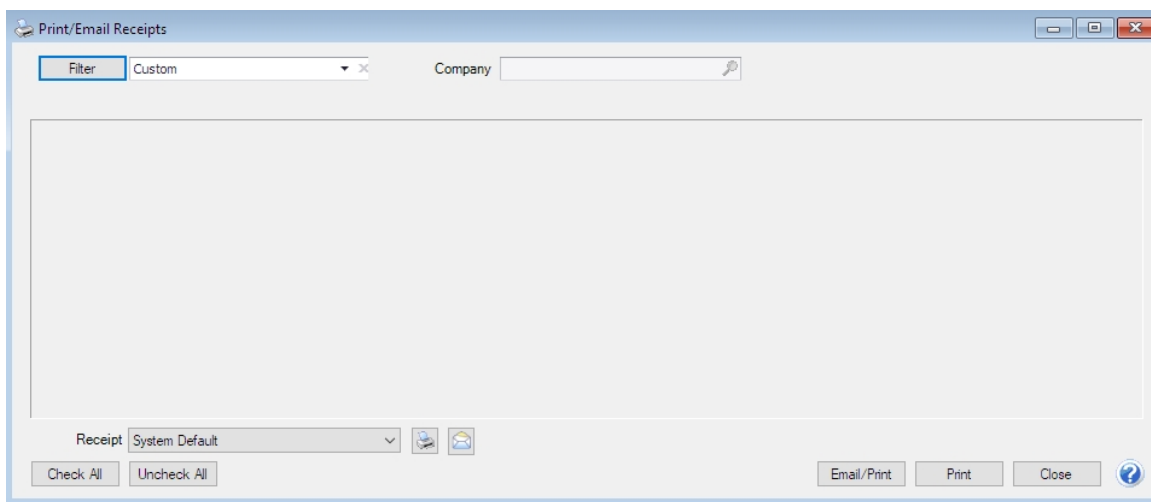 Print/Email Receipts
Filter Custom Company
Receipt System Default
Check All Uncheck All Email/Print Print Close ?